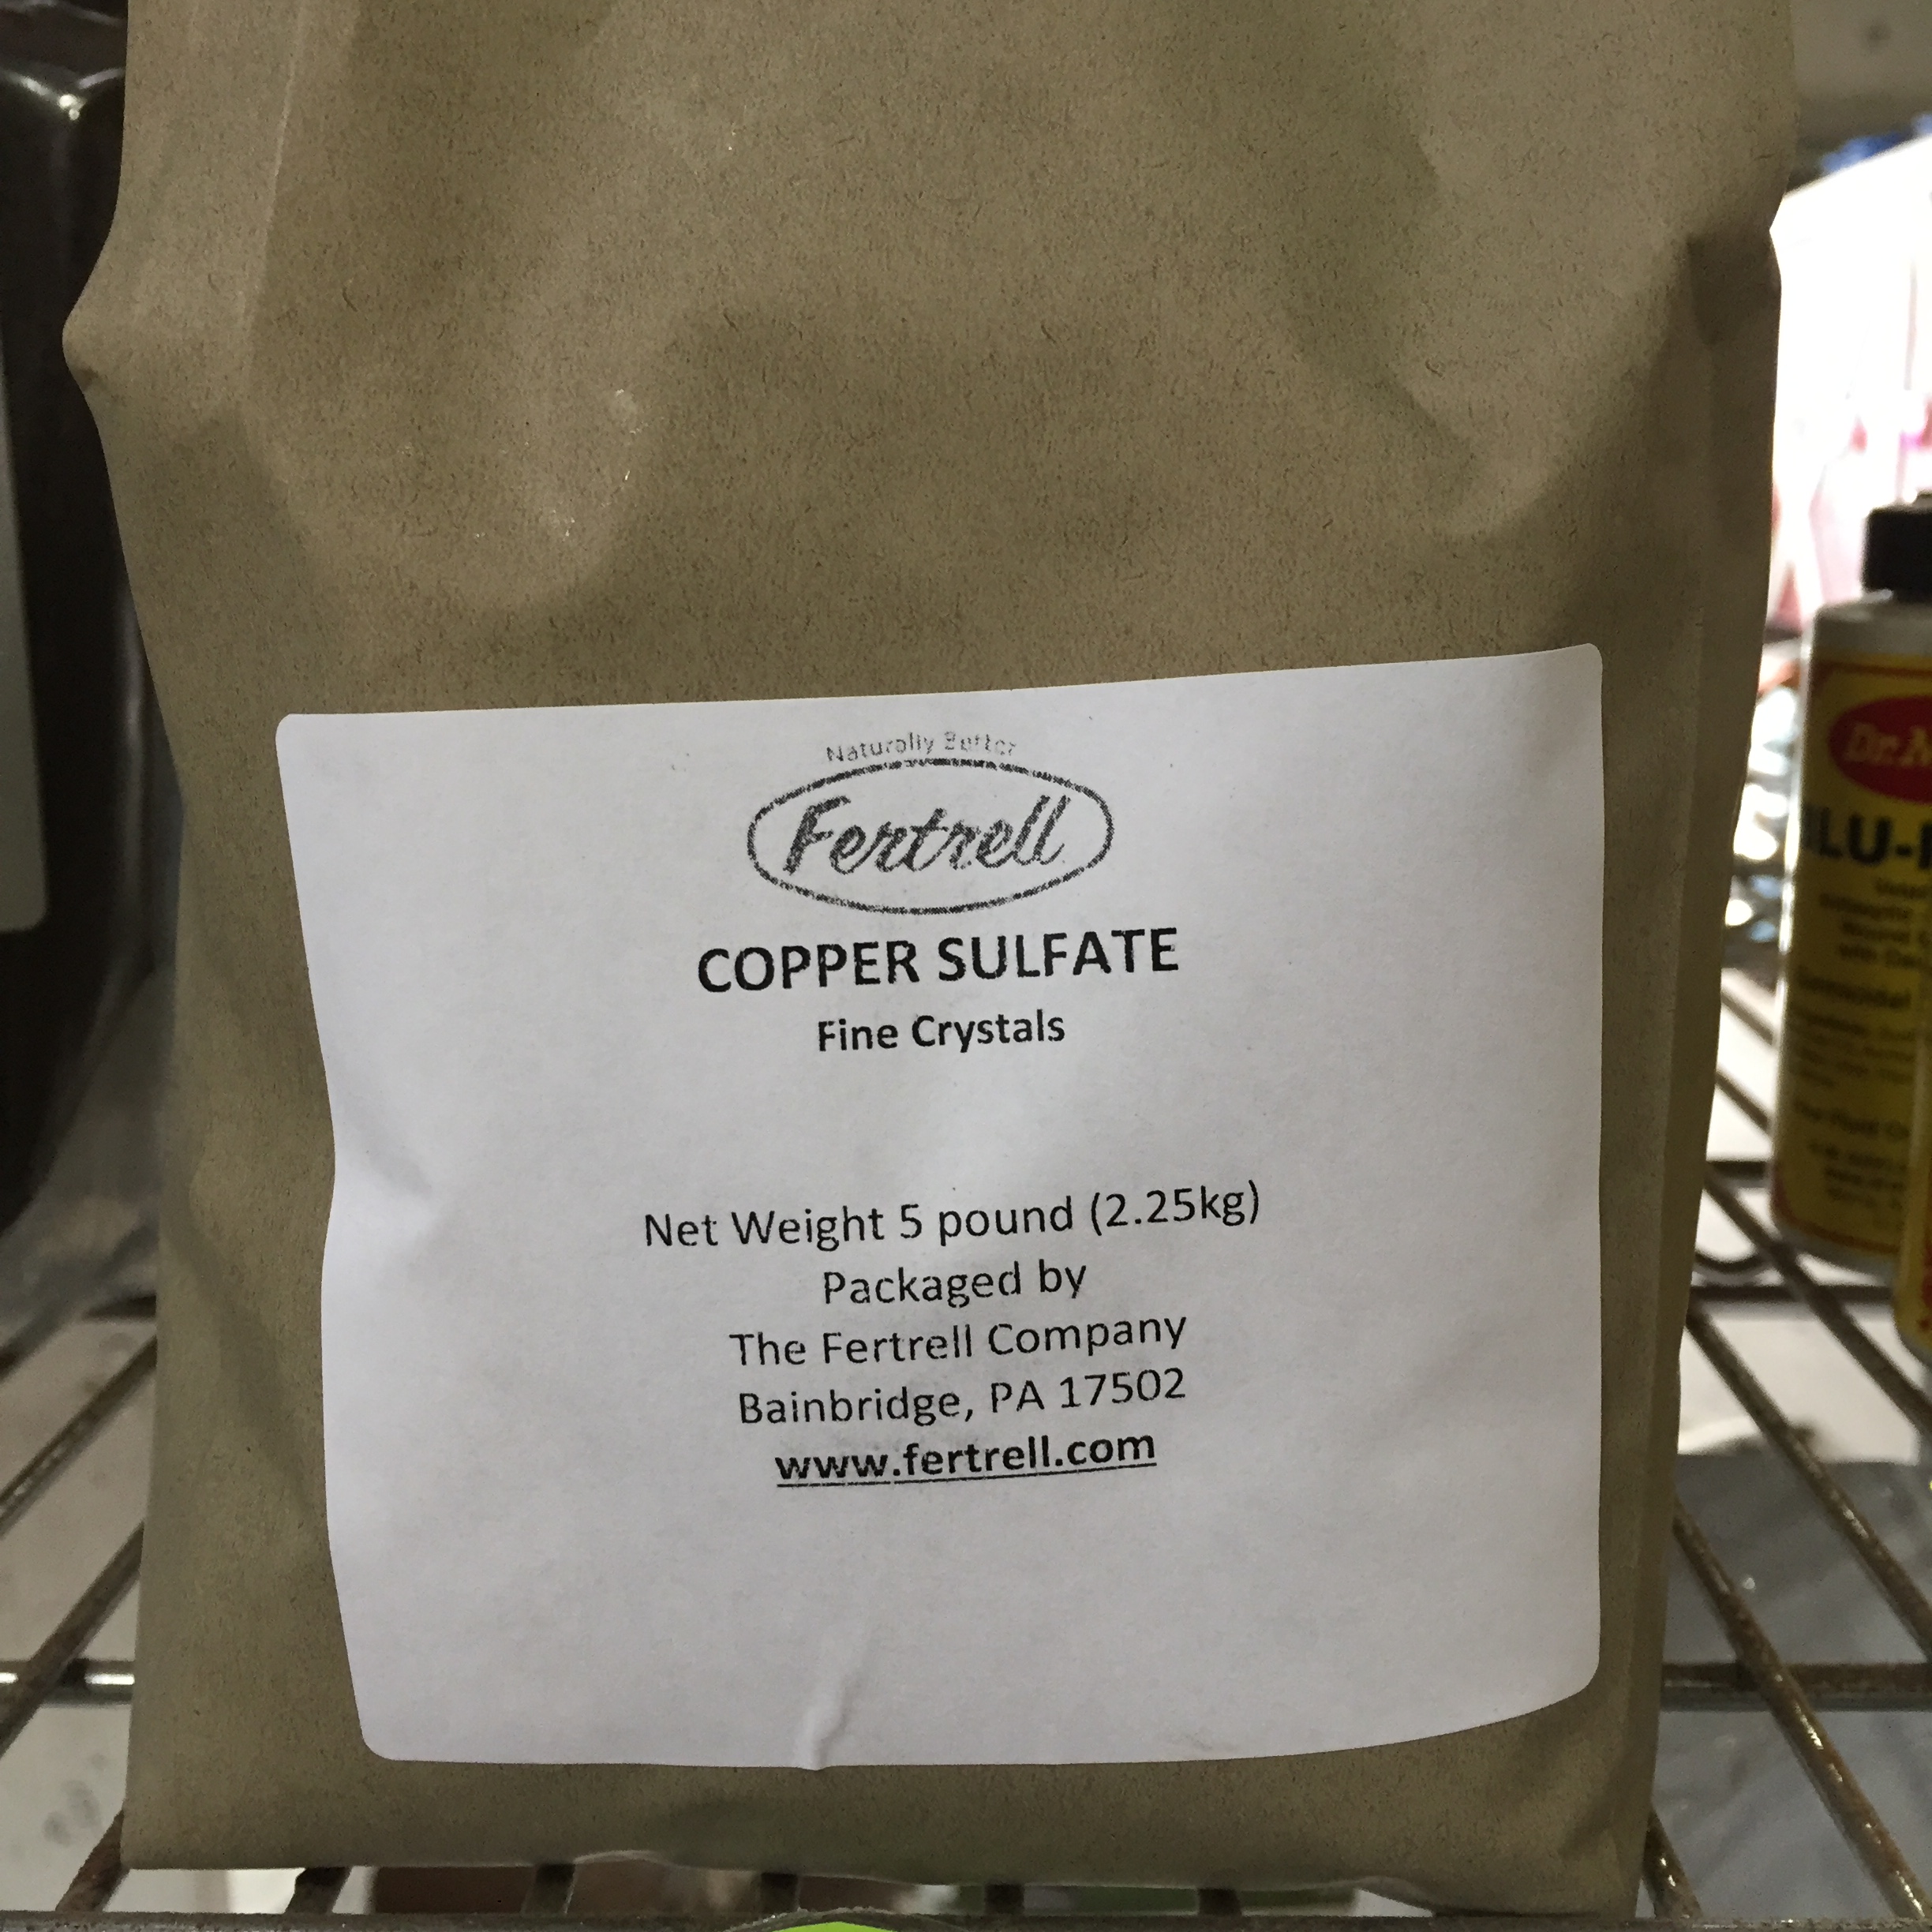 Naturally Better
Fertrell
COPPER SULFATE
Fine Crystals
Net Weight 5 pound (2.25kg)
Packaged by
The Fertrell Company
Bainbridge, PA 17502
www.fertrell.com
Dr.